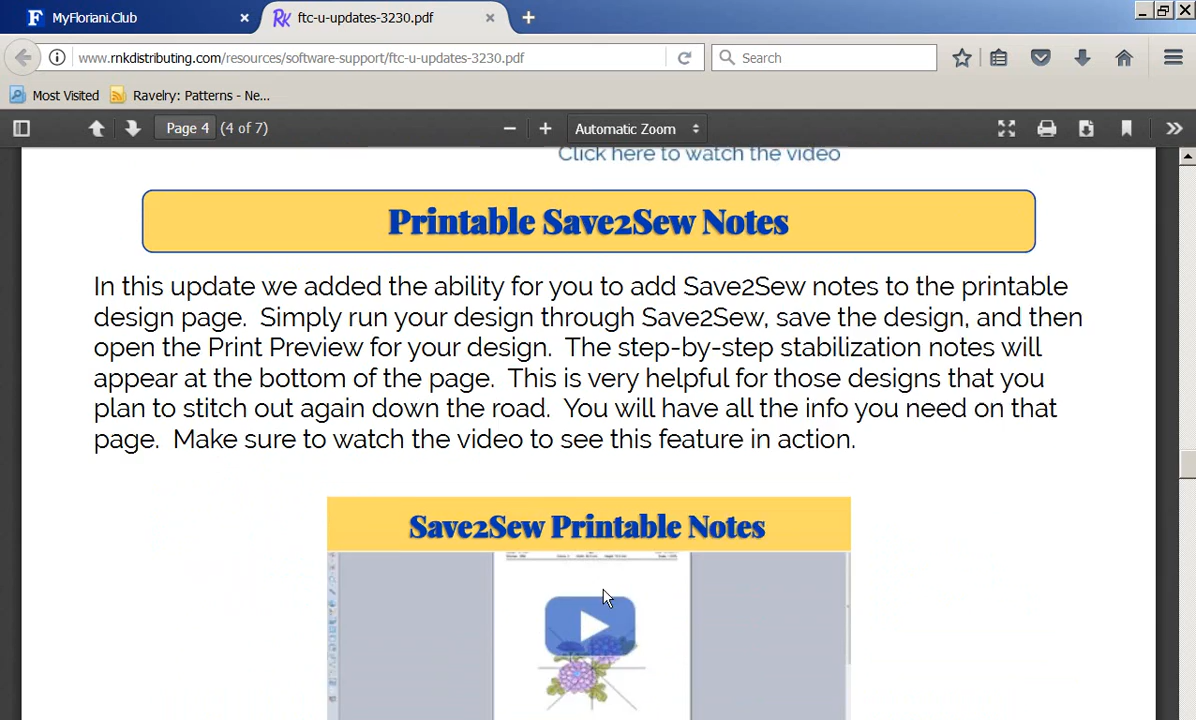 MyFloriani.Club
ftc-u-updates-3230.pdf
www.rnkdistributing.com/resources/software-support/ftc-u-updates-3230.pdf
Search
Most Visited
Ravelry: Patterns - Ne...
Page 4 (4 of 7)
Automatic Zoom
Click here to watch the video
Printable Save2Sew Notes
In this update we added the ability for you to add Save2Sew notes to the printable
design page. Simply run your design through Save2Sew, save the design, and then
open the Print Preview for your design. The step-by-step stabilization notes will
appear at the bottom of the page. This is very helpful for those designs that you
plan to stitch out again down the road. You will have all the info you need on that
page. Make sure to watch the video to see this feature in action.
Save2Sew Printable Notes